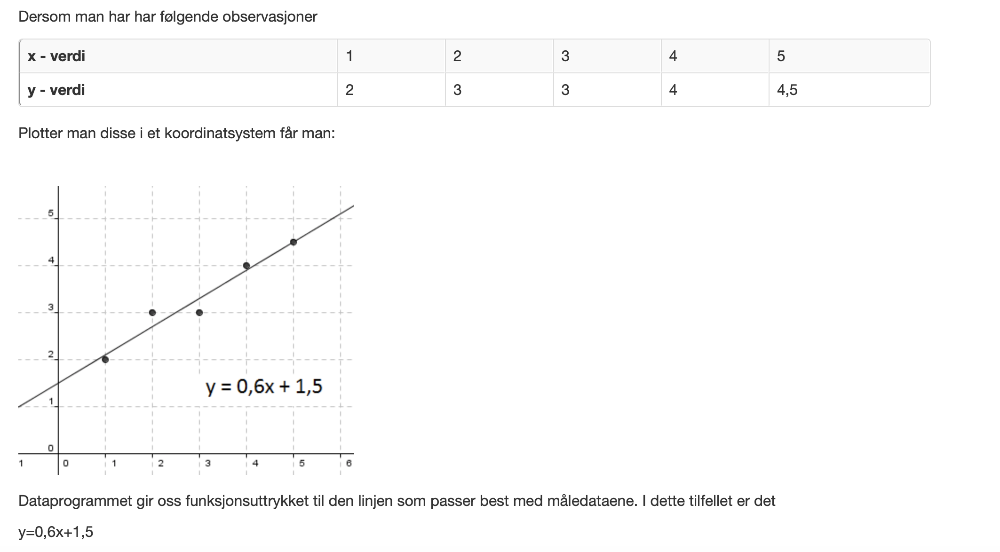 Dersom man har har følgende observasjoner
x - verdi 1 2 3 4 5
y - verdi 2 3 3 4 4,5
Plotter man disse i et koordinatsystem får man:
5
4
3
2
y = 0,6x + 1,5
1
0
1 0 1 2 3 4 5 6
Dataprogrammet gir oss funksjonsuttrykket til den linjen som passer best med måledataene. I dette tilfellet er det
y=0,6x+1,5